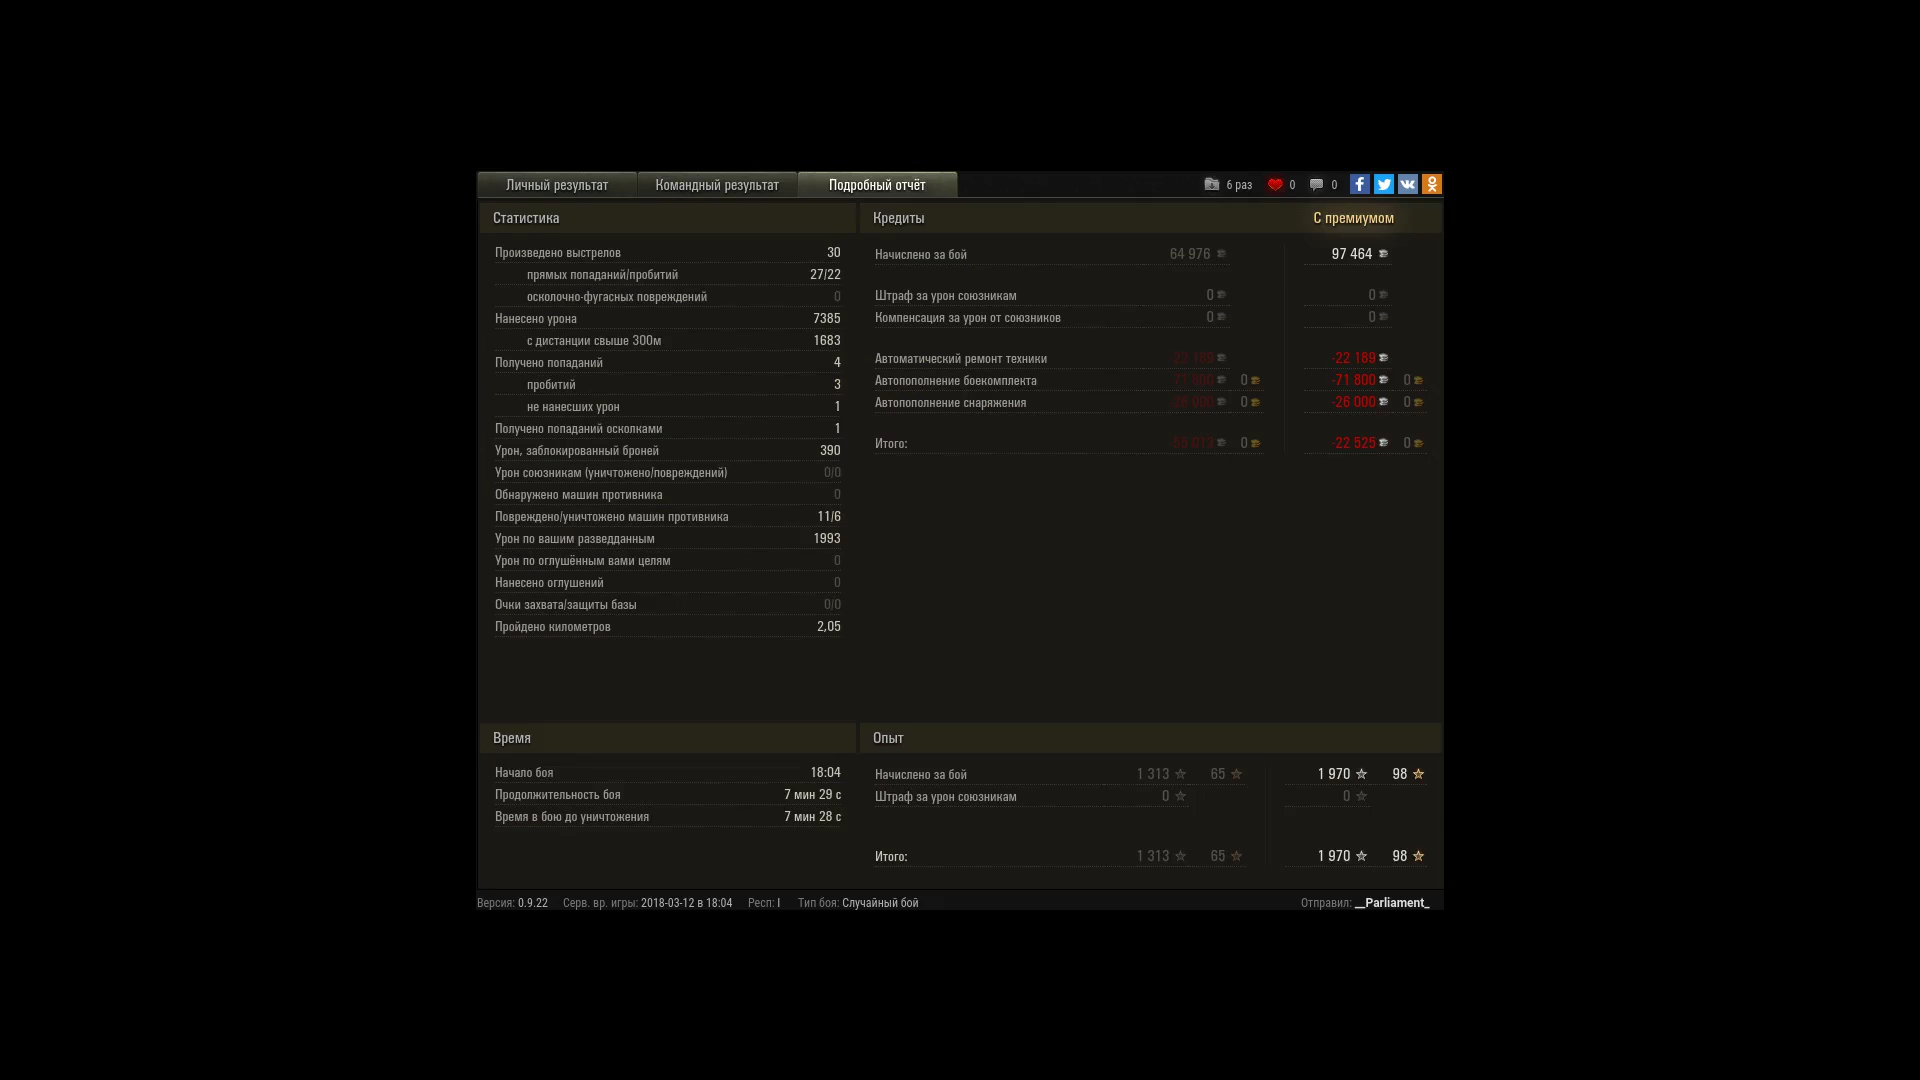 Личный результат Командный результат Подробный отчёт 6 раз 0 0
Статистика
Произведено выстрелов 30
прямых попаданий/пробитий 27/22
осколочно-фугасных повреждений 0
Нанесено урона 7385
с дистанции свыше 300м 1683
Получено попаданий 4
пробитий 3
не нанесших урон 1
Получено попаданий осколками 1
Урон, заблокированный броней 390
Урон союзникам (уничтожено/повреждений) 0/0
Обнаружено машин противника 0
Повреждено/уничтожено машин противника 11/6
Урон по вашим разведданным 1993
Урон по оглушённым вами целям 0
Нанесено оглушений 0
Очки захвата/защиты базы 0/0
Пройдено километров 2,05
Кредиты С премиумом
Начислено за бой 64 976 97 464
Штраф за урон союзникам 0 0
Компенсация за урон от союзников 0 0
Автоматический ремонт техники -22 189 -22 189
Автопополнение боекомплекта -71 800 0 -71 800 0
Автопополнение снаряжения -26 000 0 -26 000 0
Итого: -55 013 0 -22 525 0
Время
Начало боя 18:04
Продолжительность боя 7 мин 29 с
Время в бою до уничтожения 7 мин 28 с
Опыт
Начислено за бой 1 313 65 1 970 98
Штраф за урон союзникам 0 0
Итого: 1 313 65 1 970 98
Версия: 0.9.22 Серв. вр. игры: 2018-03-12 в 18:04 Респ: I Тип боя: Случайный бой Отправил: __Parliament_